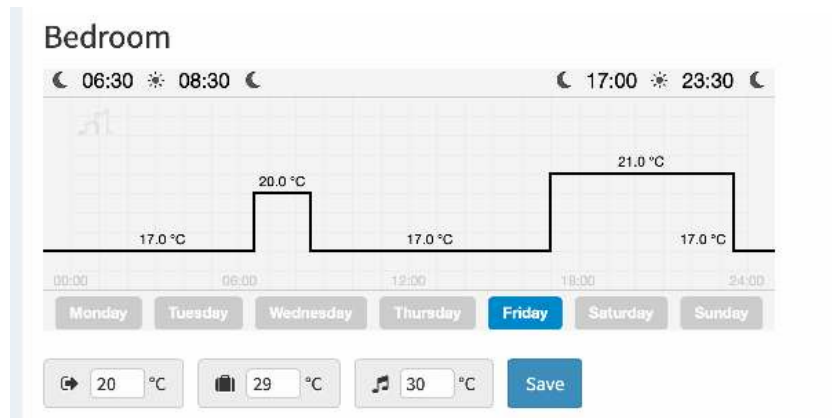 Bedroom
06:30 08:30 17:00 23:30
21.0 °C
20.0 °C
17.0 °C 17.0 °C 17.0 °C
00:00 06:00 12:00 18:00 24:00
Monday Tuesday Wednesday Thursday Friday Saturday Sunday
20 °C 29 °C 30 °C Save